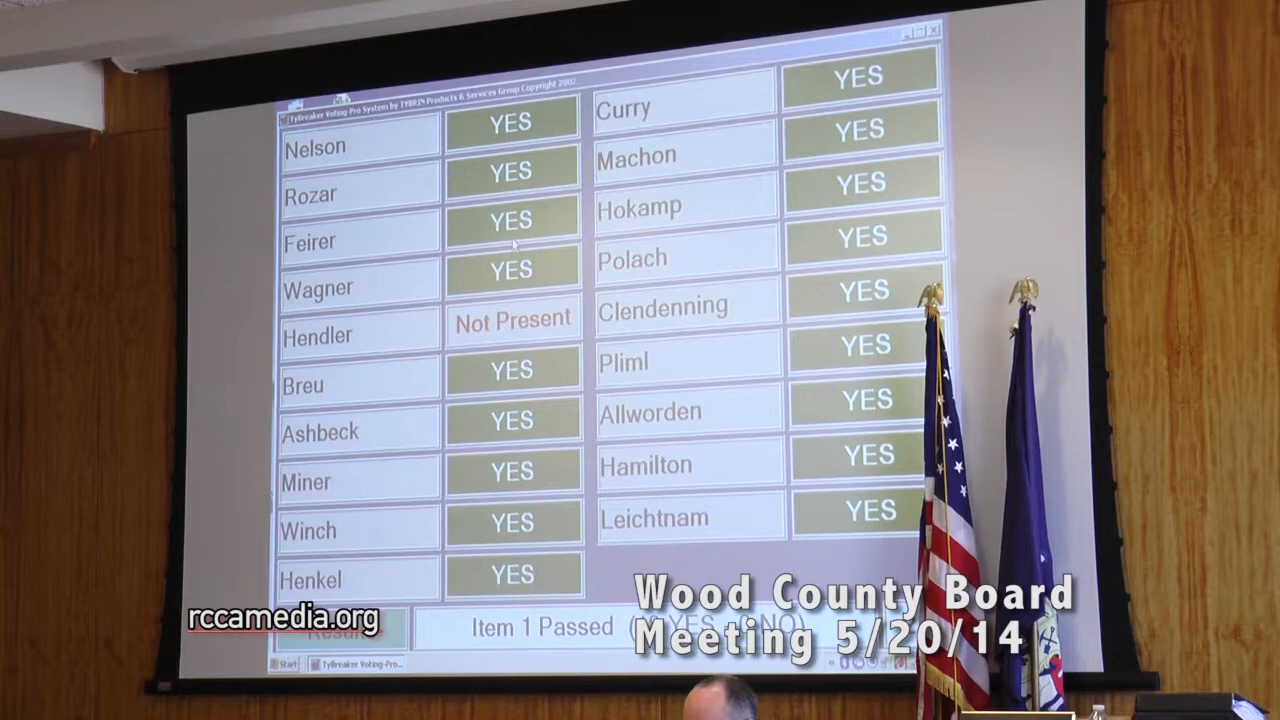 TyBreaker Voting-Pro System by TYBRIN Products & Services Group Copyright 2002
Nelson YES
Rozar YES
Feirer YES
Wagner YES
Hendler Not Present
Breu YES
Ashbeck YES
Miner YES
Winch YES
Henkel YES
Curry YES
Machon YES
Hokamp YES
Polach YES
Clendenning YES
Pliml YES
Allworden YES
Hamilton YES
Leichtnam YES
Item 1 Passed YES NO)
Start TyBreaker Voting-Pro...
rccamedia.org
Wood County Board
Meeting 5/20/14